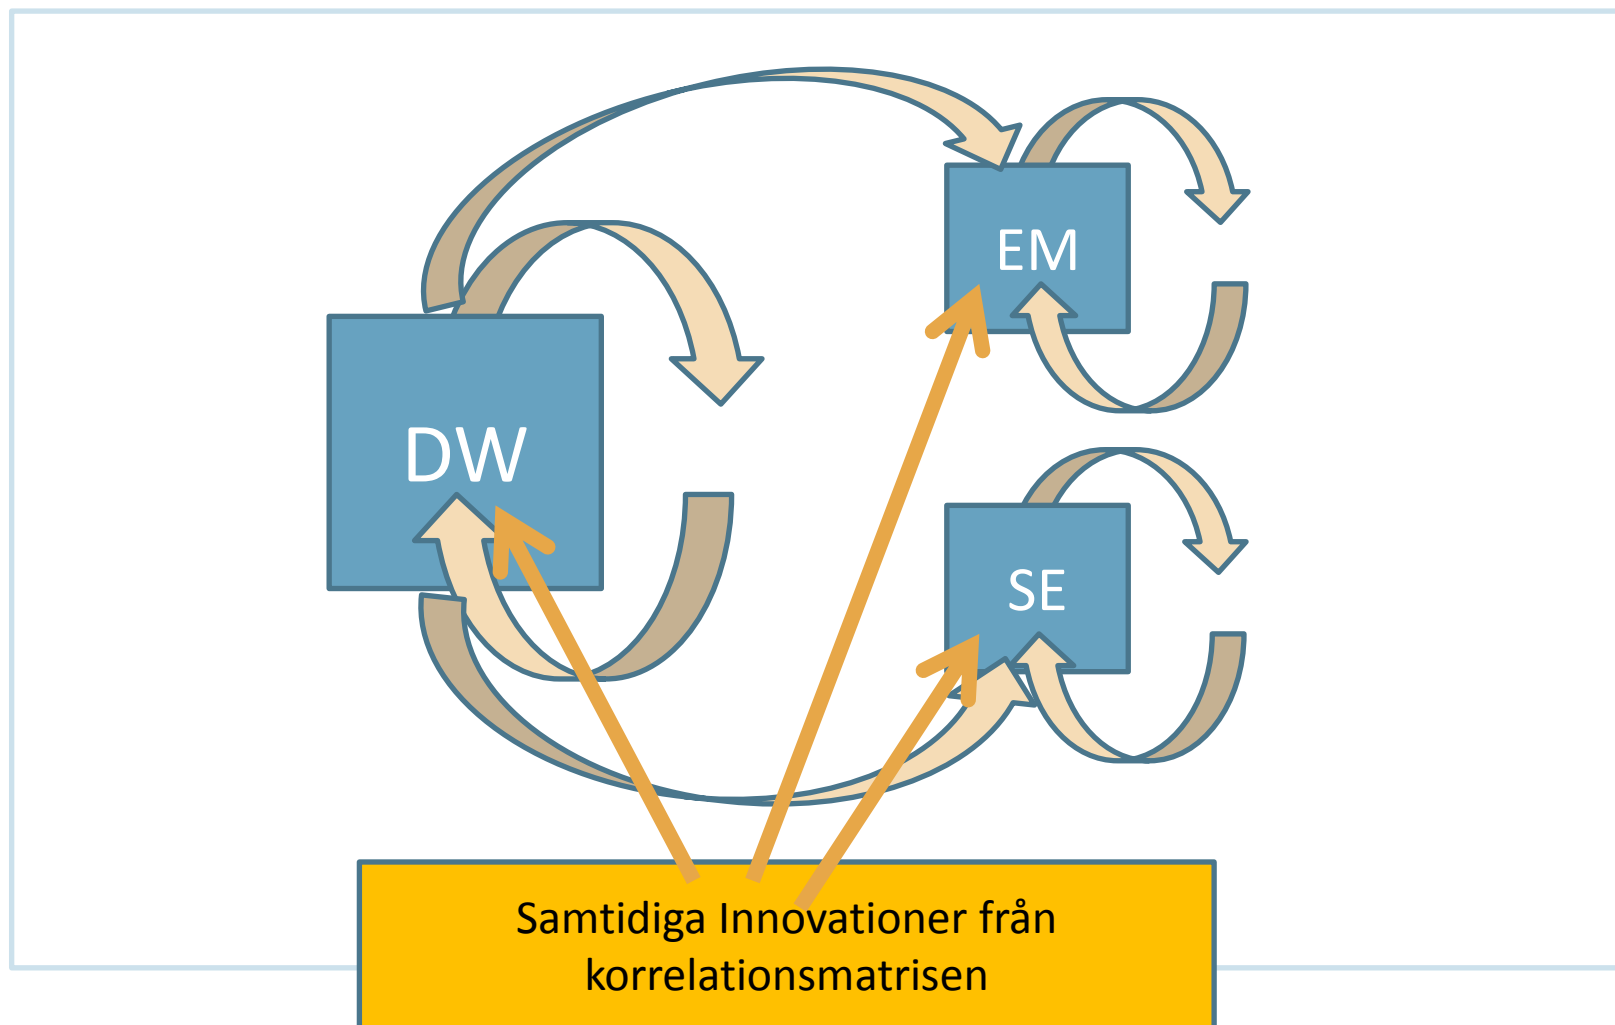 EM
DW
SE
Samtidiga Innovationer från
korrelationsmatrisen